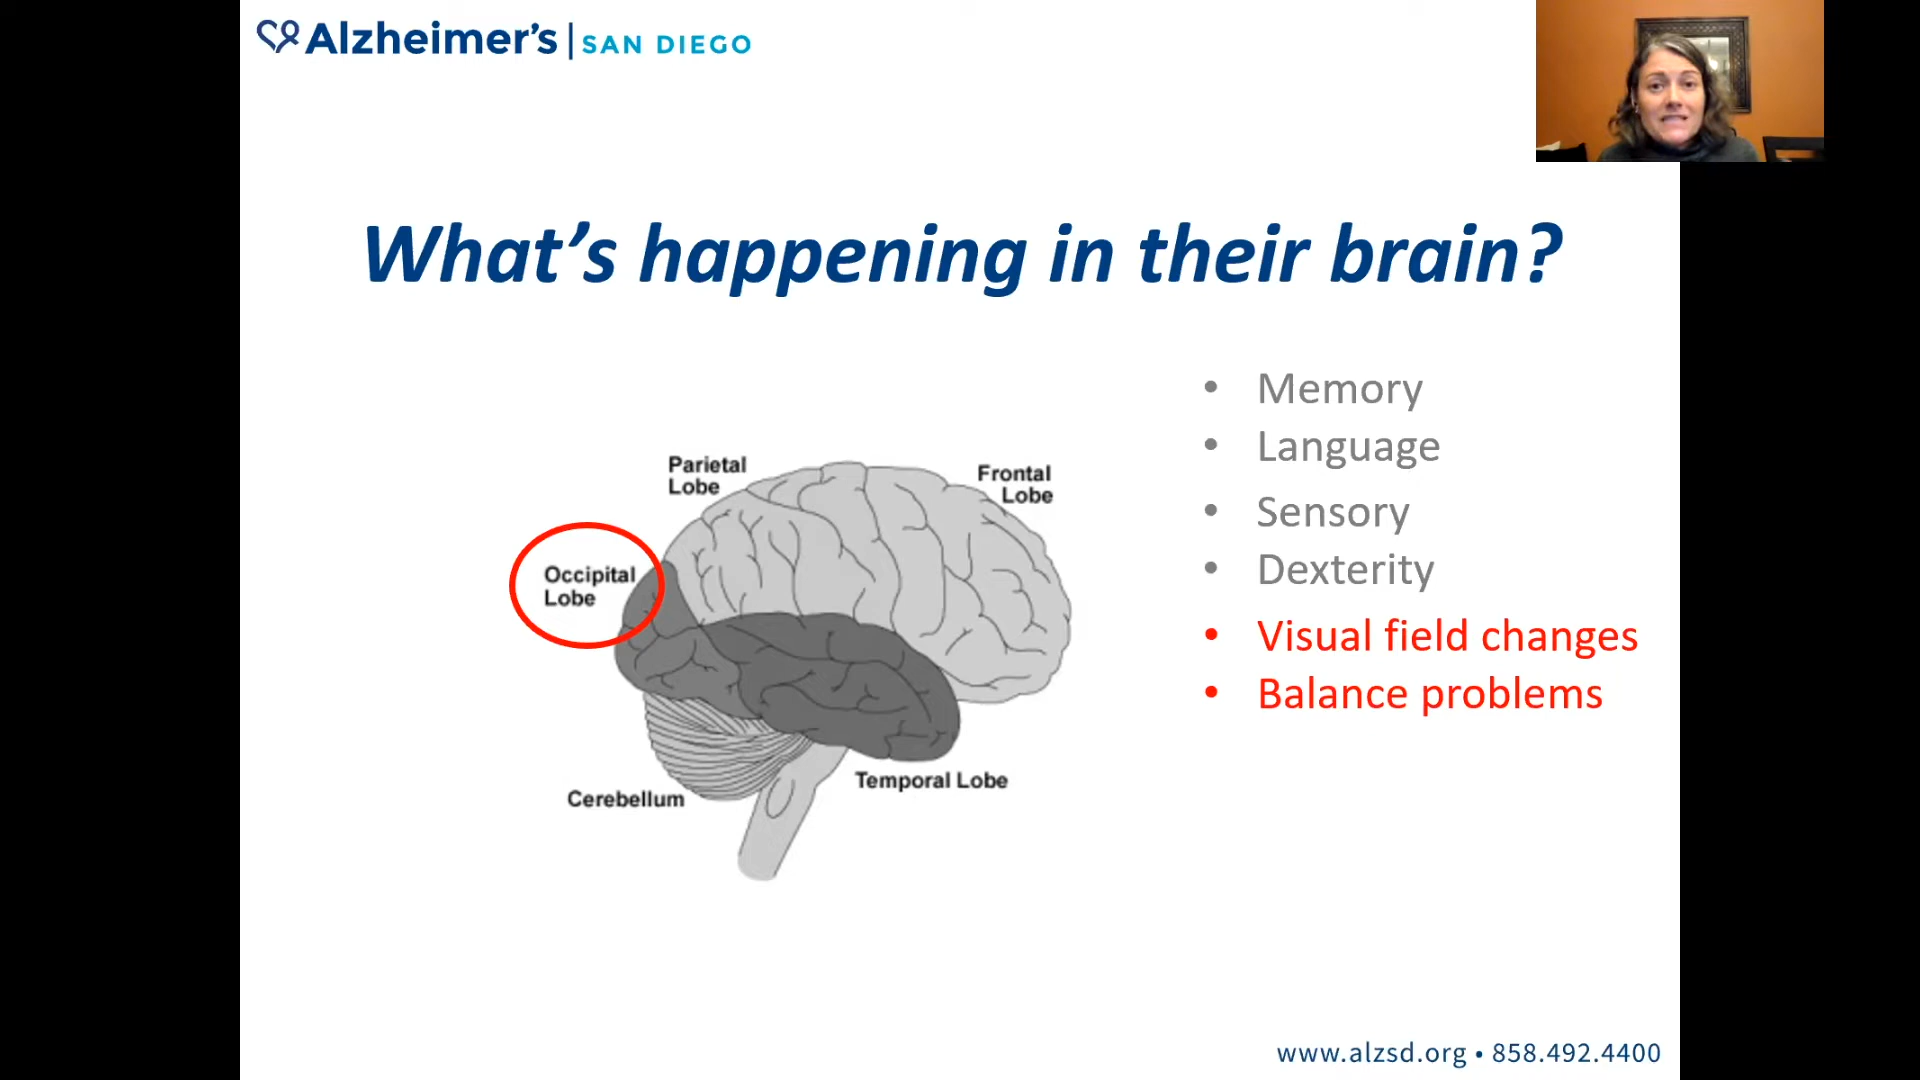 Alzheimer's | SAN DIEGO
What's happening in their brain?
• Memory
• Language
• Sensory
• Dexterity
• Visual field changes
• Balance problems
Parietal
Lobe
Frontal
Lobe
Occipital
Lobe
Temporal Lobe
Cerebellum
www.alzsd.org • 858.492.4400